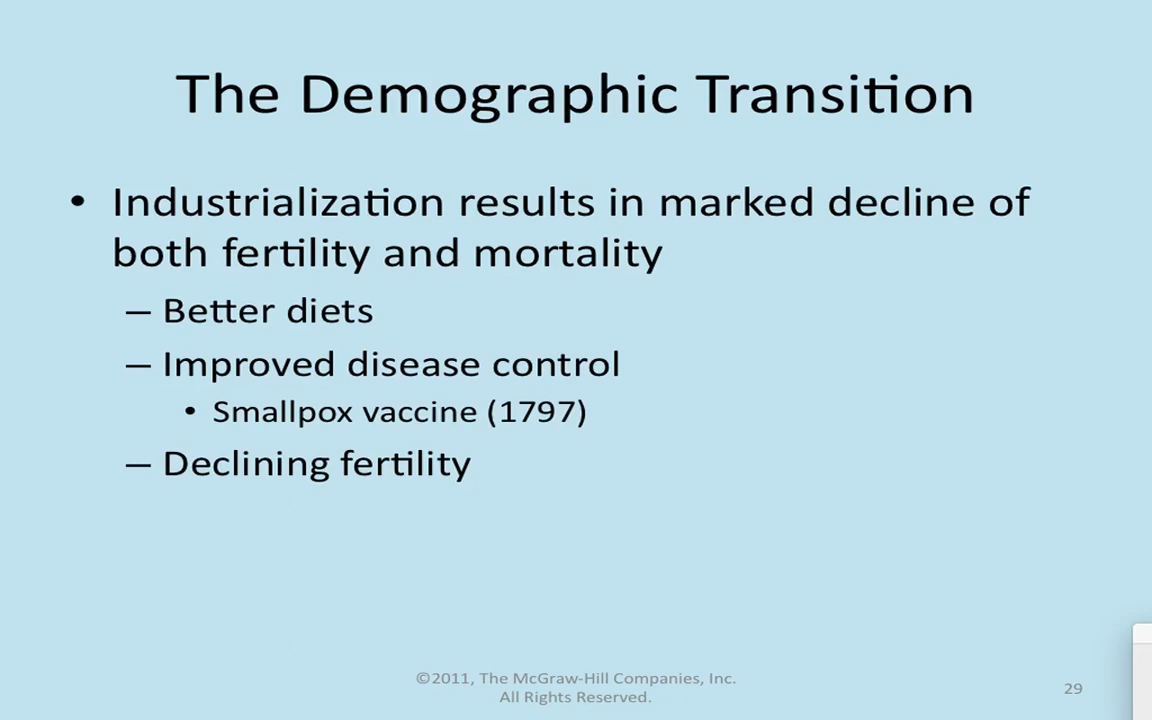 The Demographic Transition
• Industrialization results in marked decline of
both fertility and mortality
– Better diets
– Improved disease control
• Smallpox vaccine (1797)
– Declining fertility
©2011, The McGraw-Hill Companies, Inc.
All Rights Reserved.
29